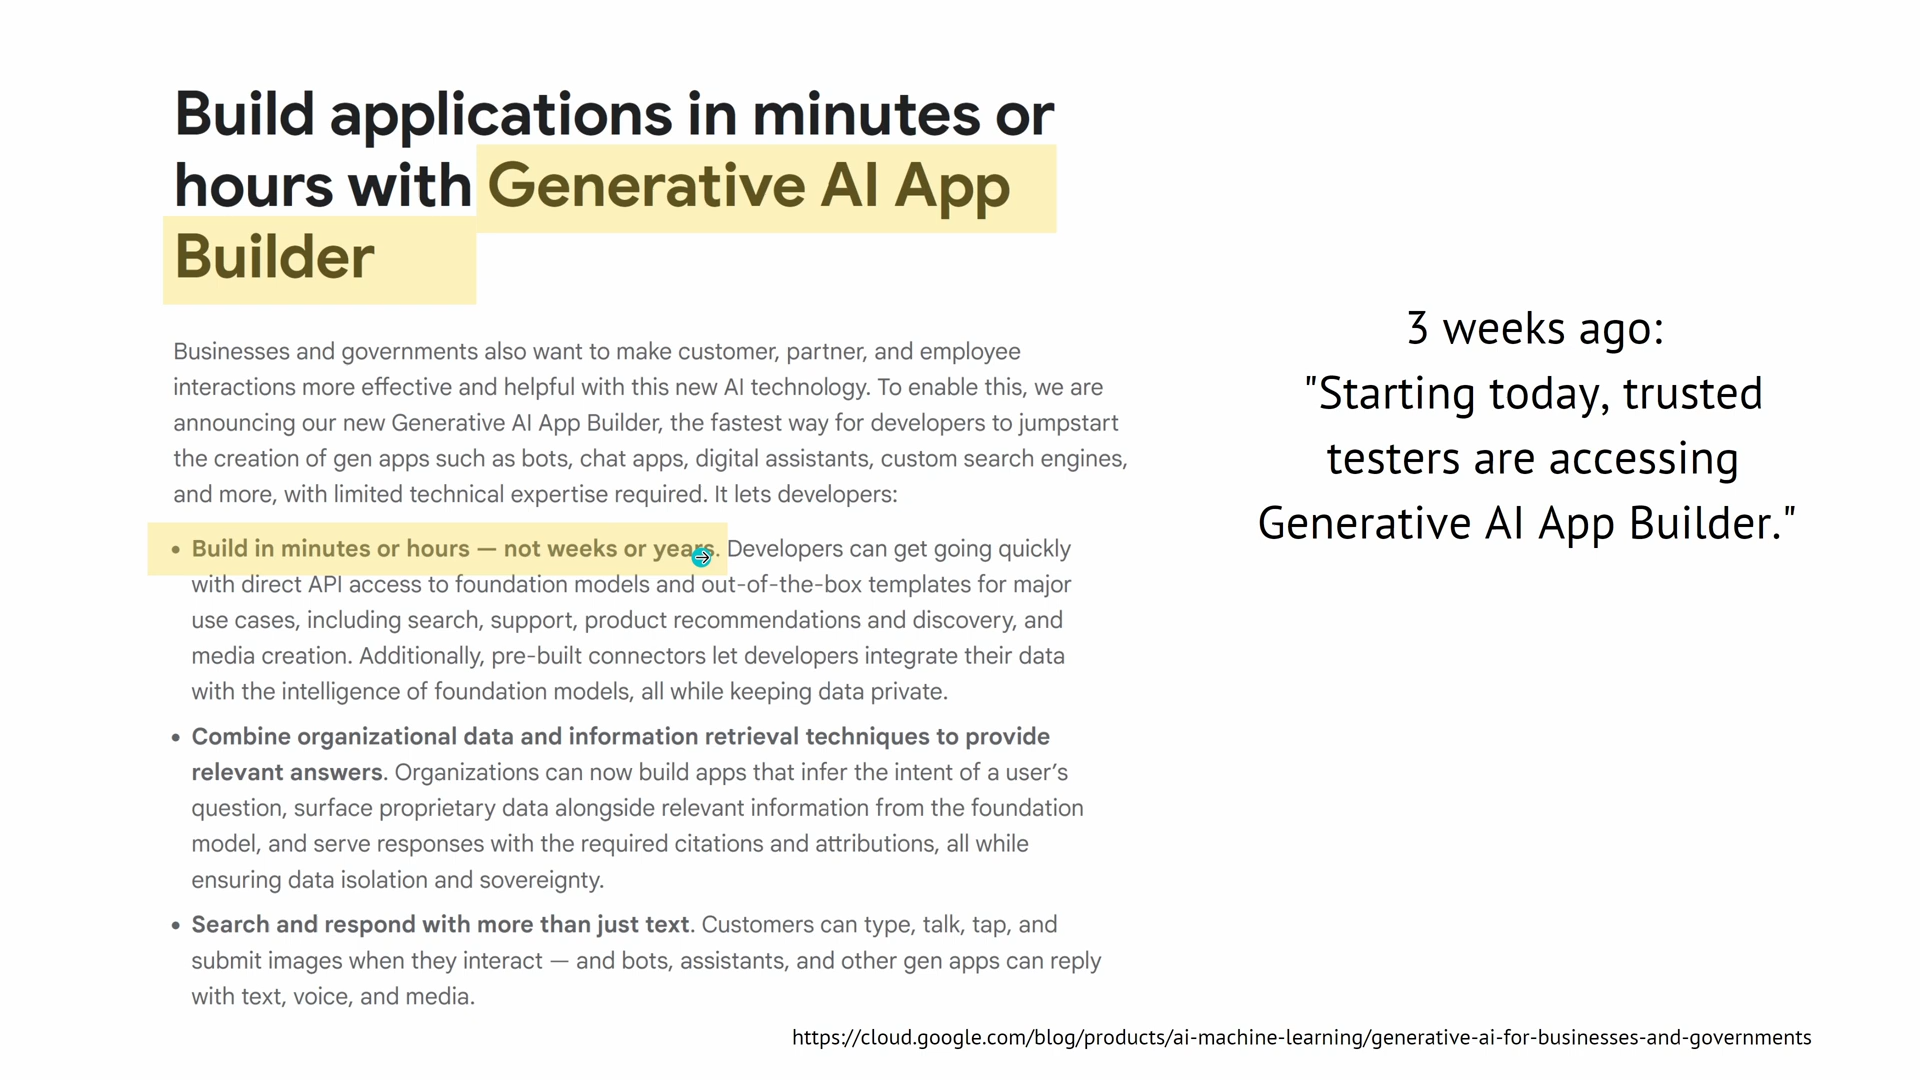 Build applications in minutes or
hours with Generative AI App
Builder
Businesses and governments also want to make customer, partner, and employee
interactions more effective and helpful with this new AI technology. To enable this, we are
announcing our new Generative AI App Builder, the fastest way for developers to jumpstart
the creation of gen apps such as bots, chat apps, digital assistants, custom search engines,
and more, with limited technical expertise required. It lets developers:
• Build in minutes or hours — not weeks or years. Developers can get going quickly
with direct API access to foundation models and out-of-the-box templates for major
use cases, including search, support, product recommendations and discovery, and
media creation. Additionally, pre-built connectors let developers integrate their data
with the intelligence of foundation models, all while keeping data private.
• Combine organizational data and information retrieval techniques to provide
relevant answers. Organizations can now build apps that infer the intent of a user’s
question, surface proprietary data alongside relevant information from the foundation
model, and serve responses with the required citations and attributions, all while
ensuring data isolation and sovereignty.
• Search and respond with more than just text. Customers can type, talk, tap, and
submit images when they interact — and bots, assistants, and other gen apps can reply
with text, voice, and media.
3 weeks ago:
"Starting today, trusted
testers are accessing
Generative AI App Builder."
https://cloud.google.com/blog/products/ai-machine-learning/generative-ai-for-businesses-and-governments